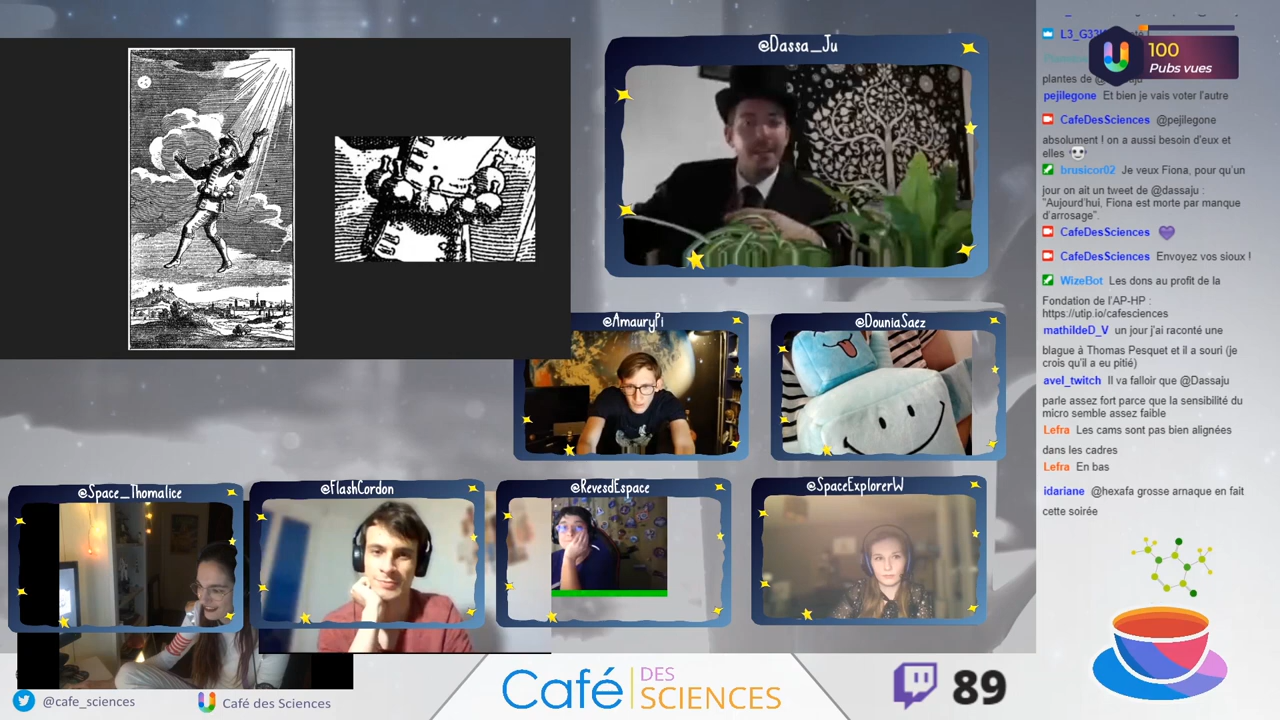 @Dassa_Ju
@AmauryPi
@DouniaSaez
@Space_Thomalice
@FlashCordon
@RevesdEspace
@SpaceExplorerW
@cafe_sciences
Café des Sciences
Café DES
SCIENCES
89
100
Pubs vues
plantes de
pejilegone Et bien je vais voter l'autre
CafeDesSciences @pejilegone
absolument ! on a aussi besoin d'eux et
elles
brusicor02 Je veux Fiona, pour qu'un
jour on ait un tweet de @dassaju :
"Aujourd'hui, Fiona est morte par manque
d'arrosage".
CafeDesSciences
CafeDesSciences Envoyez vos sioux !
WizeBot Les dons au profit de la
Fondation de l'AP-HP :
https://utip.io/cafesciences
mathildeD_V un jour j'ai raconté une
blague à Thomas Pesquet et il a souri (je
crois qu'il a eu pitié)
avel_twitch Il va falloir que @Dassaju
parle assez fort parce que la sensibilité du
micro semble assez faible
Lefra Les cams sont pas bien alignées
dans les cadres
Lefra En bas
idariane @hexafa grosse arnaque en fait
cette soirée